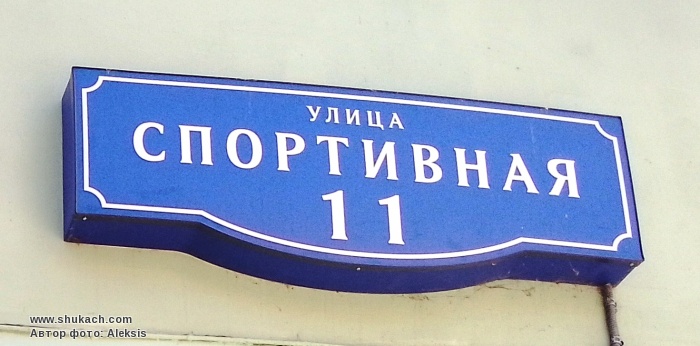 УЛИЦА
СПОРТИВНАЯ
11
www.shukach.com
Автор фото: Aleksis